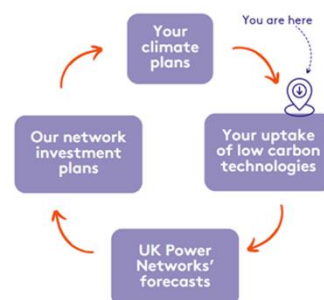 You are here
Your
climate
plans
Your uptake
of low carbon
technologies
UK Power
Networks'
forecasts
Our network
investment
plans